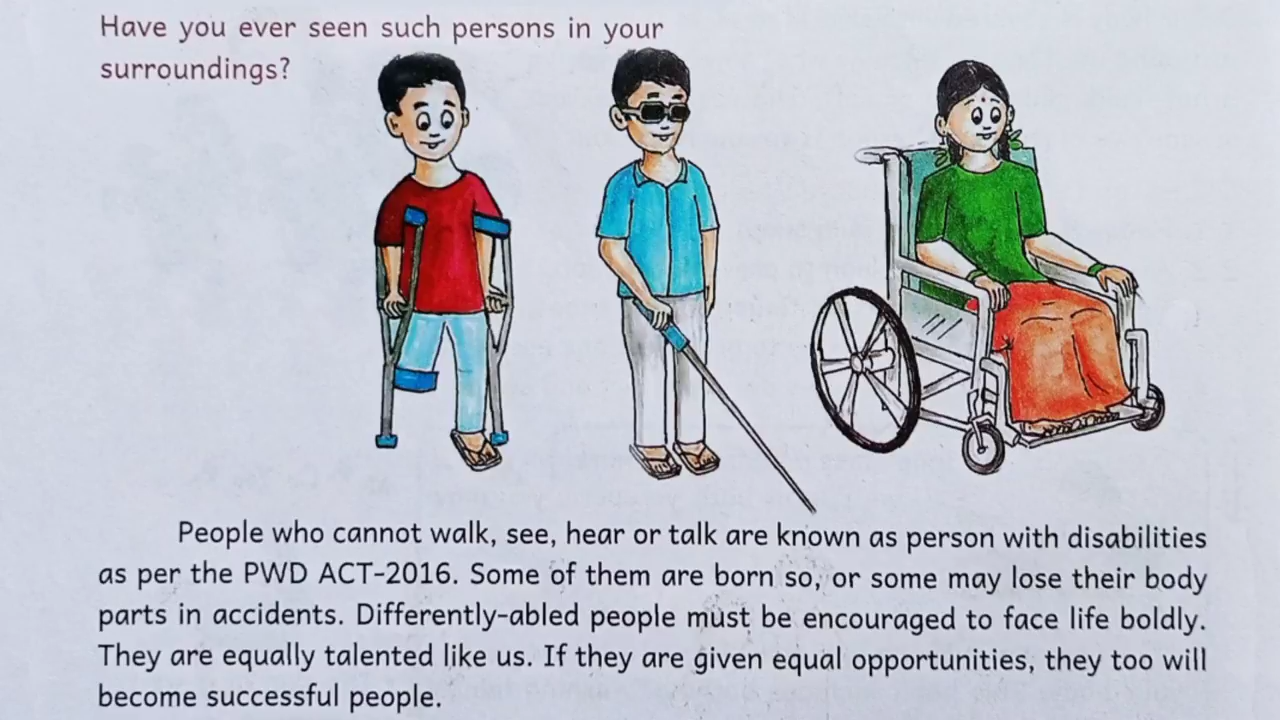 Have you ever seen such persons in your
surroundings?
People who cannot walk, see, hear or talk are known as person with disabilities
as per the PWD ACT-2016. Some of them are born so, or some may lose their body
parts in accidents. Differently-abled people must be encouraged to face life boldly.
They are equally talented like us. If they are given equal opportunities, they too will
become successful people.